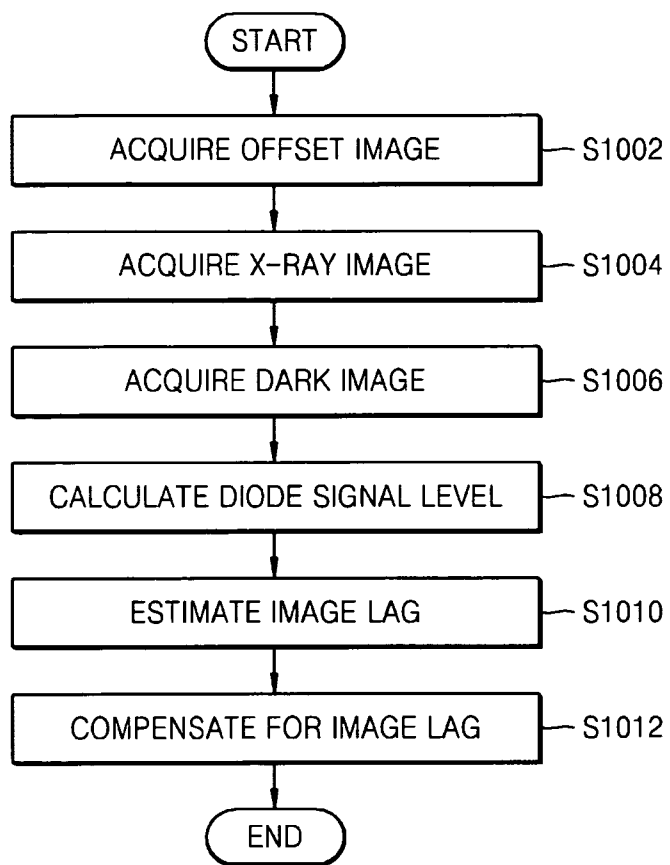 START
ACQUIRE OFFSET IMAGE S1002
ACQUIRE X-RAY IMAGE S1004
ACQUIRE DARK IMAGE S1006
CALCULATE DIODE SIGNAL LEVEL S1008
ESTIMATE IMAGE LAG S1010
COMPENSATE FOR IMAGE LAG S1012
END